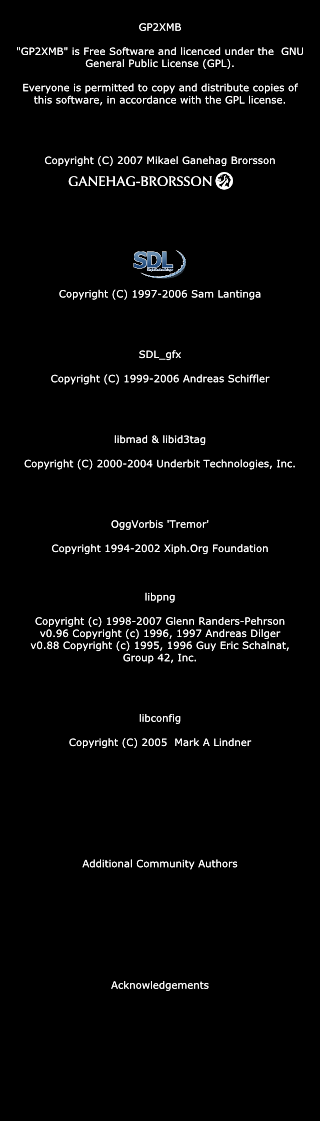 GP2XMB
"GP2XMB" is Free Software and licenced under the  GNU
General Public License (GPL).
Everyone is permitted to copy and distribute copies of
this software, in accordance with the GPL license.
Copyright (C) 2007 Mikael Ganehag Brorsson
GANEHAG-BRORSSON
SDL
Copyright (C) 1997-2006 Sam Lantinga
SDL_gfx
Copyright (C) 1999-2006 Andreas Schiffler
libmad & libid3tag
Copyright (C) 2000-2004 Underbit Technologies, Inc.
OggVorbis 'Tremor'
Copyright 1994-2002 Xiph.Org Foundation
libpng
Copyright (c) 1998-2007 Glenn Randers-Pehrson
v0.96 Copyright (c) 1996, 1997 Andreas Dilger
v0.88 Copyright (c) 1995, 1996 Guy Eric Schalnat,
Group 42, Inc.
libconfig
Copyright (C) 2005  Mark A Lindner
Additional Community Authors
Acknowledgements